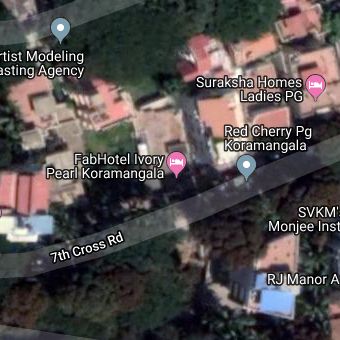 rtist Modeling
asting Agency
Suraksha Homes
Ladies PG
Red Cherry Pg
Koramangala
FabHotel Ivory
Pearl Koramangala
SVKM's
Monjee Inst
7th Cross Rd
RJ Manor A